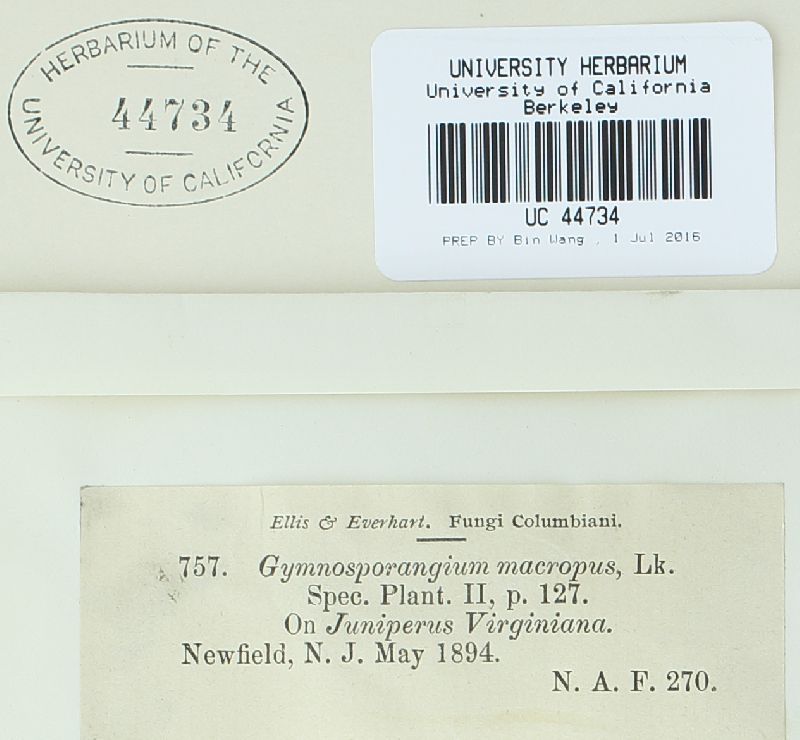 HERBARIUM OF THE
44734
UNIVERSITY OF CALIFORNIA
UNIVERSITY HERBARIUM
University of California
Berkeley
UC 44734
PREP BY Bin Wang , 1 Jul 2016
Ellis & Everhart. Fungi Columbiani.
757. Gymnosporangium macropus, Lk.
Spec. Plant. II, p. 127.
On Juniperus Virginiana.
Newfield, N. J. May 1894.
N. A. F. 270.